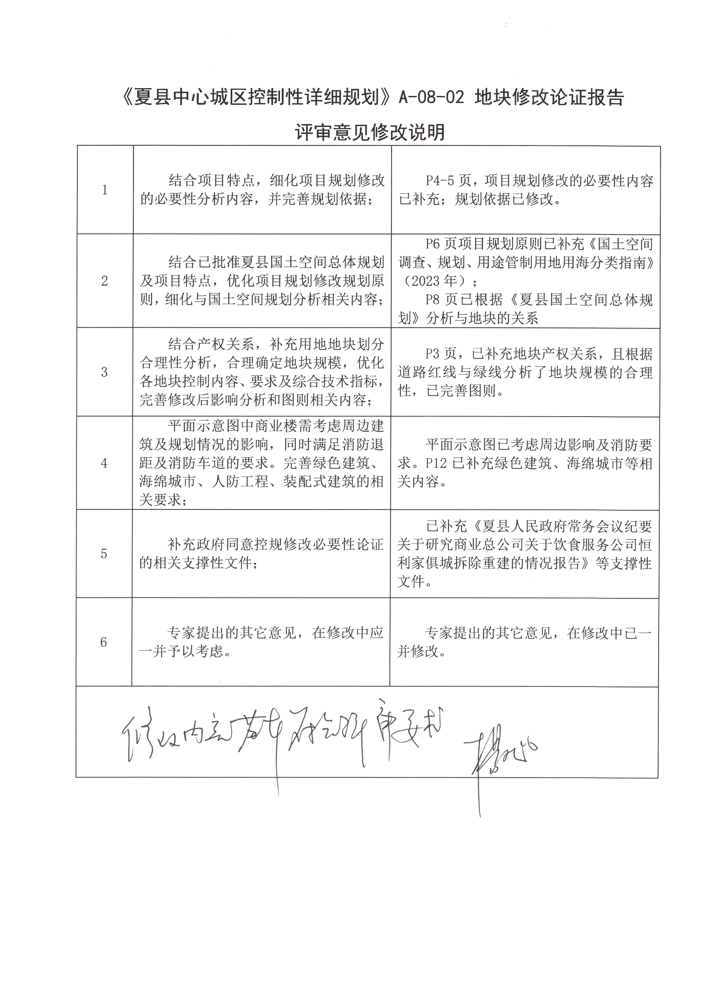 《夏县中心城区控制性详细规划》A-08-02 地块修改论证报告
评审意见修改说明
1
结合项目特点，细化项目规划修改
的必要性分析内容，并完善规划依据；
P4-5 页，项目规划修改的必要性内容
已补充；规划依据已修改。
2
结合已批准夏县国土空间总体规划
及项目特点，优化项目规划修改规划原
则，细化与国土空间规划分析相关内容；
P6 页项目规划原则已补充《国土空间
调查、规划、用途管制用地用海分类指南》
（2023 年）；
P8 页已根据《夏县国土空间总体规
划》分析与地块的关系
3
结合产权关系，补充用地地块划分
合理性分析，合理确定地块规模，优化
各地块控制内容、要求及综合技术指标，
完善修改后影响分析和图则相关内容；
P3 页，已补充地块产权关系，且根据
道路红线与绿线分析了地块规模的合理
性，已完善图则。
4
平面示意图中商业楼需考虑周边建
筑及规划情况的影响，同时满足消防退
距及消防车道的要求。完善绿色建筑、
海绵城市、人防工程、装配式建筑的相
关要求；
平面示意图已考虑周边影响及消防要
求。P12 已补充绿色建筑、海绵城市等相
关内容。
5
补充政府同意控规修改必要性论证
的相关支撑性文件；
已补充《夏县人民政府常务会议纪要
关于研究商业总公司关于饮食服务公司恒
利家俱城拆除重建的情况报告》等支撑性
文件。
6
专家提出的其它意见，在修改中应
一并予以考虑。
专家提出的其它意见，在修改中已一
并修改。
修改内容基本符合评审要求